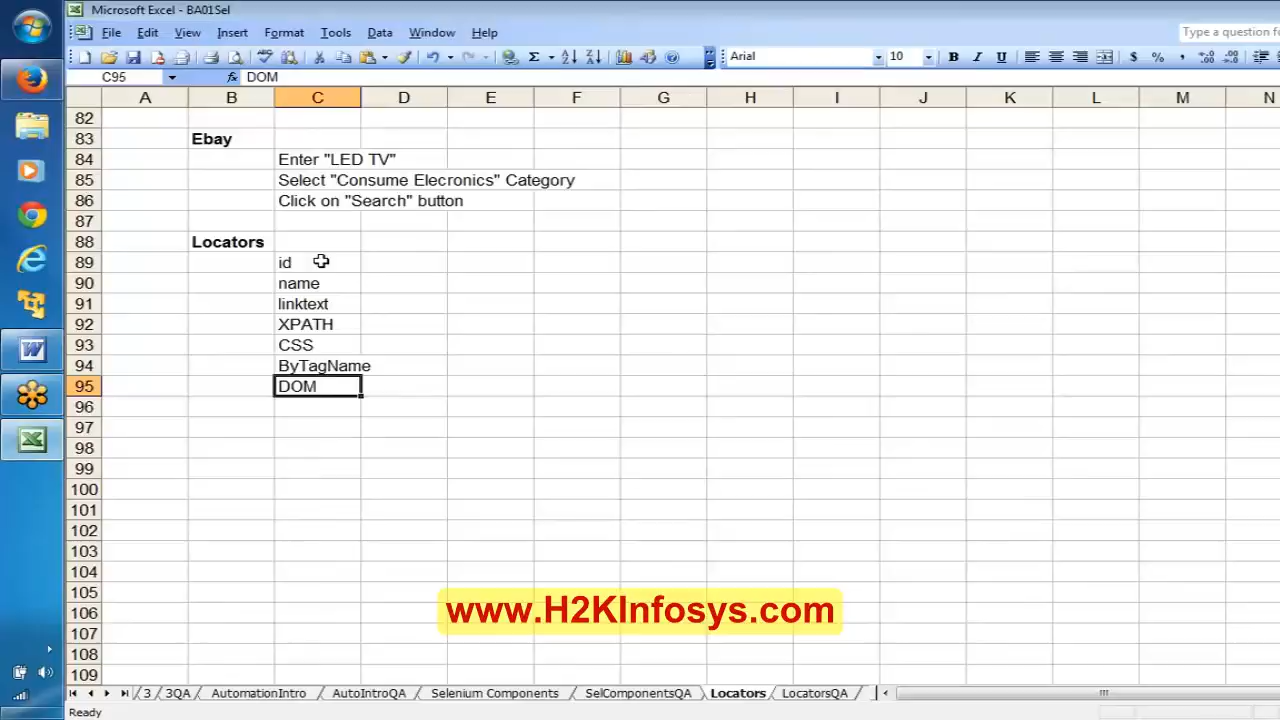 Microsoft Excel - BA01Sel
File Edit View Insert Format Tools Data Window Help
Type a question fo
Arial 10 B I U $ % ,
C95 fx DOM
A B C D E F G H I J K L M N
82
83 Ebay
84 Enter "LED TV"
85 Select "Consume Elecronics" Category
86 Click on "Search" button
87
88 Locators
89 id
90 name
91 linktext
92 XPATH
93 CSS
94 ByTagName
95 DOM
96
97
98
99
100
101
102
103
104
105
106
107
108
109
www.H2KInfosys.com
3 3QA AutomationIntro AutoIntroQA Selenium Components SelComponentsQA Locators LocatorsQA
Ready